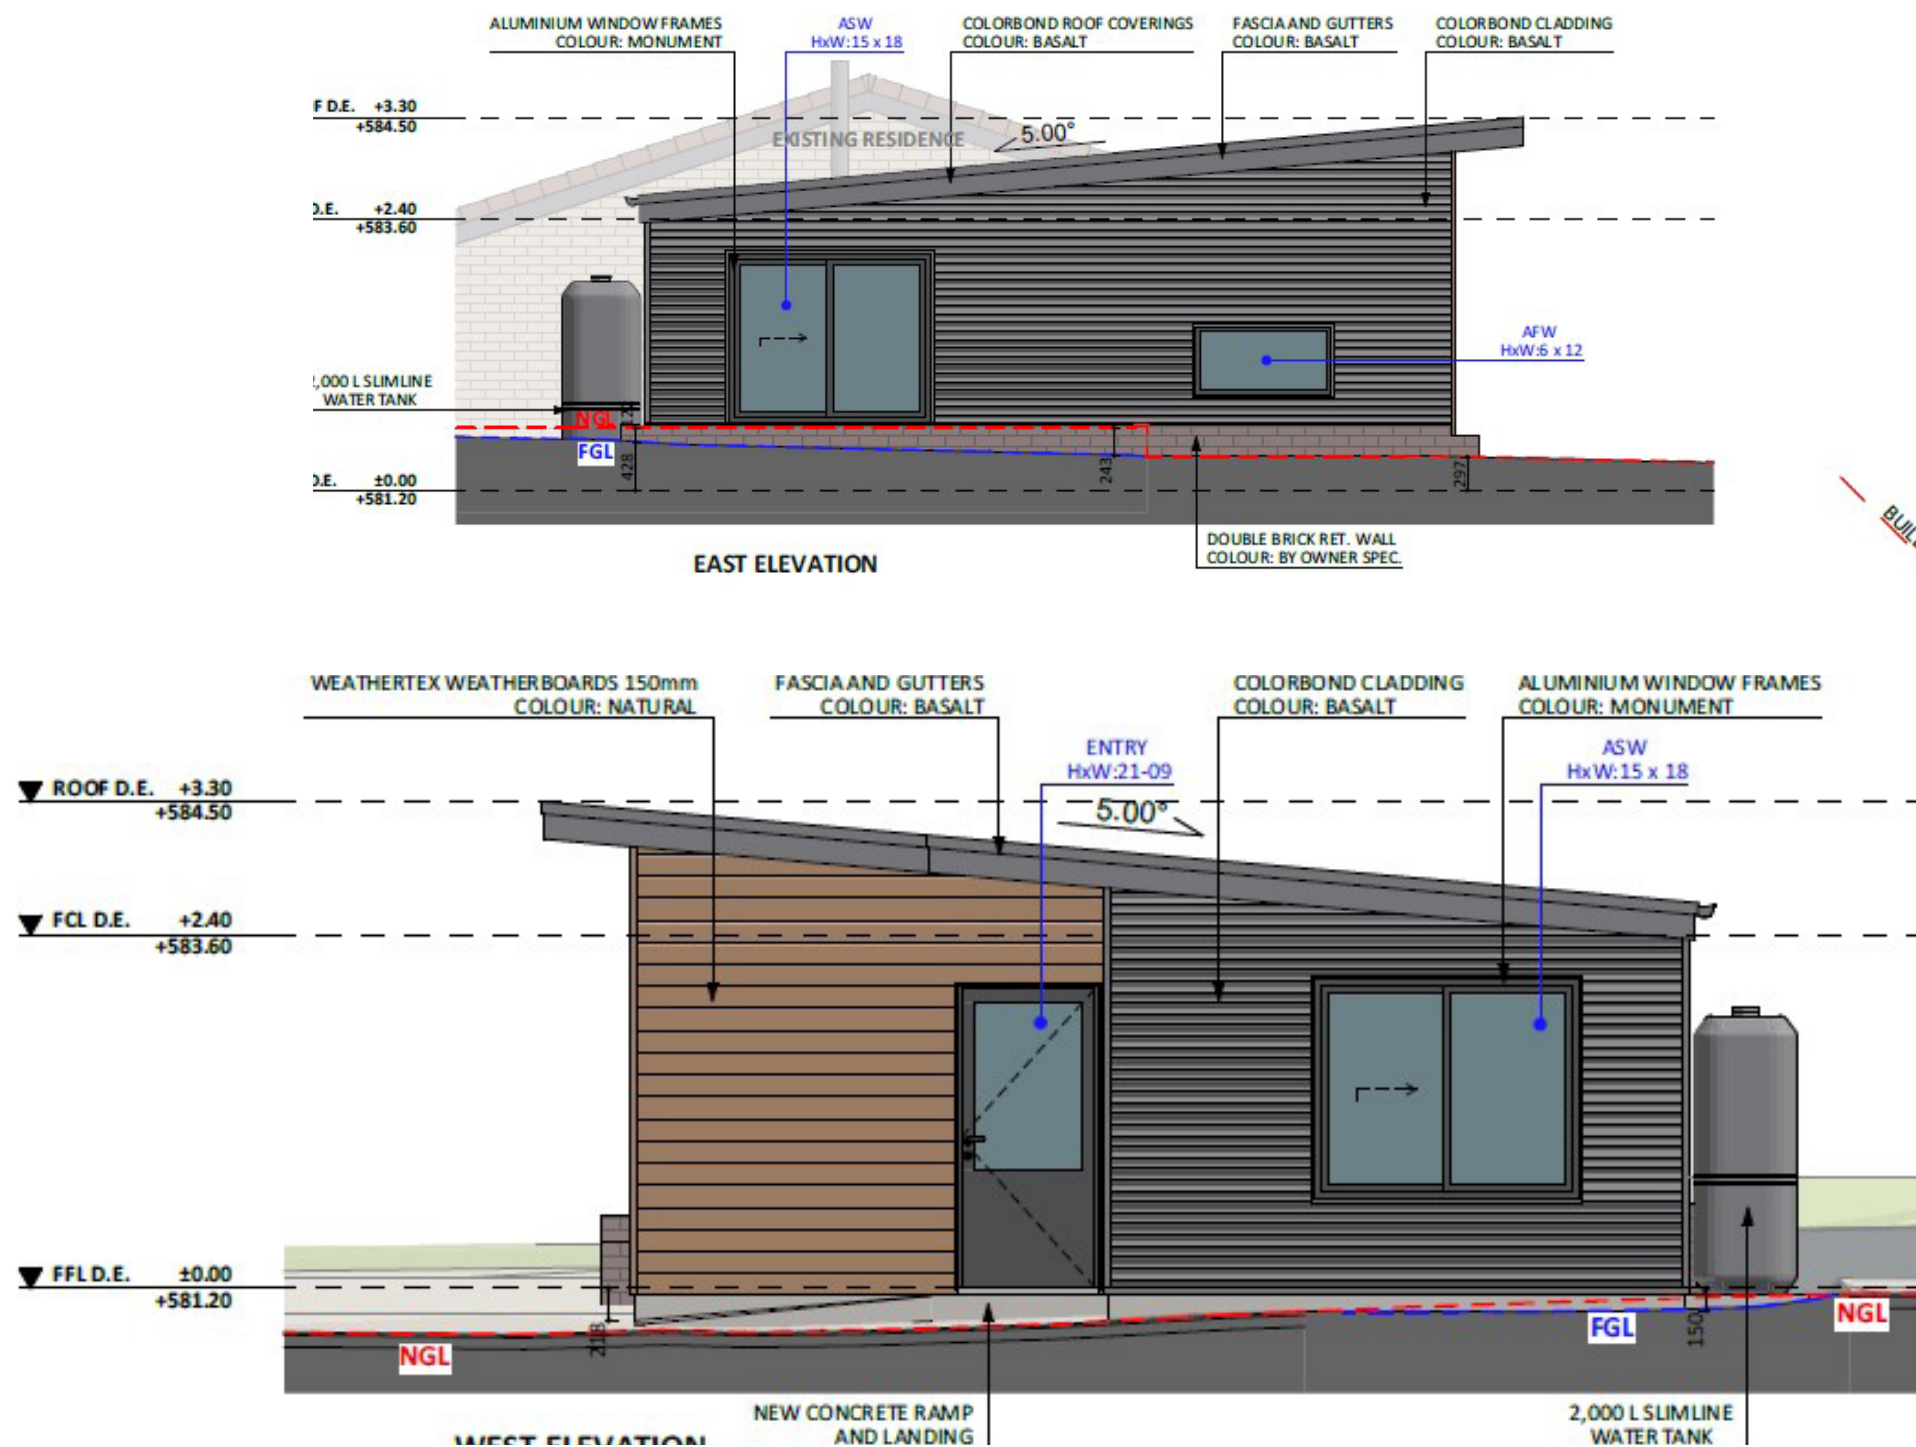 ALUMINIUM WINDOW FRAMES
COLOUR: MONUMENT
ASW
HxW:15 x 18
COLORBOND ROOF COVERINGS
COLOUR: BASALT
FASCIA AND GUTTERS
COLOUR: BASALT
COLORBOND CLADDING
COLOUR: BASALT
F D.E. +3.30
+584.50
EXISTING RESIDENCE
5.00°
D.E. +2.40
+583.60
AFW
HxW:6 x 12
2,000 L SLIMLINE
WATER TANK
NGL
FGL
428
243
297
D.E. ±0.00
+581.20
DOUBLE BRICK RET. WALL
COLOUR: BY OWNER SPEC.
EAST ELEVATION
WEATHERTEX WEATHERBOARDS 150mm
COLOUR: NATURAL
FASCIA AND GUTTERS
COLOUR: BASALT
COLORBOND CLADDING
COLOUR: BASALT
ALUMINIUM WINDOW FRAMES
COLOUR: MONUMENT
ENTRY
HxW:21-09
ASW
HxW:15 x 18
ROOF D.E. +3.30
+584.50
5.00°
FCL D.E. +2.40
+583.60
FFL D.E. ±0.00
+581.20
218
NGL
FGL
150
NGL
NEW CONCRETE RAMP
AND LANDING
2,000 L SLIMLINE
WATER TANK
WEST ELEVATION